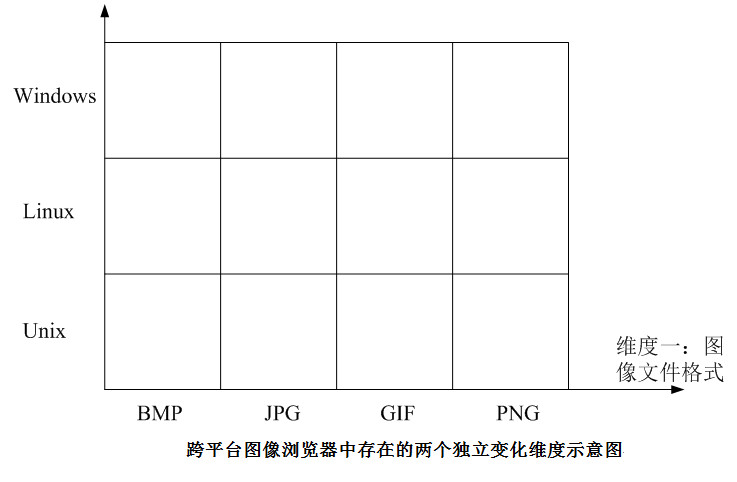 Windows
Linux
Unix
维度一：图
像文件格式
BMP JPG GIF PNG
跨平台图像浏览器中存在的两个独立变化维度示意图